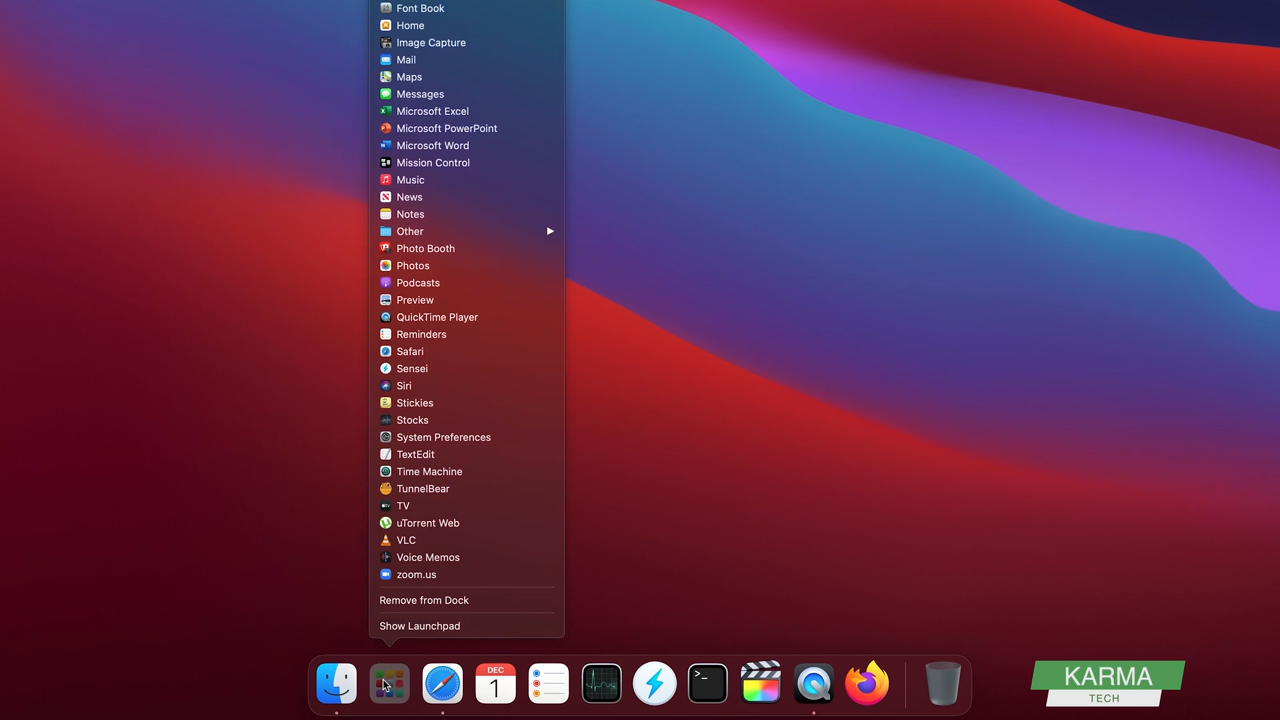 Font Book
Home
Image Capture
Mail
Maps
Messages
Microsoft Excel
Microsoft PowerPoint
Microsoft Word
Mission Control
Music
News
Notes
Other
Photo Booth
Photos
Podcasts
Preview
QuickTime Player
Reminders
Safari
Sensei
Siri
Stickies
Stocks
System Preferences
TextEdit
Time Machine
TunnelBear
TV
uTorrent Web
VLC
Voice Memos
zoom.us
Remove from Dock
Show Launchpad
DEC
1
>_
KARMA
TECH